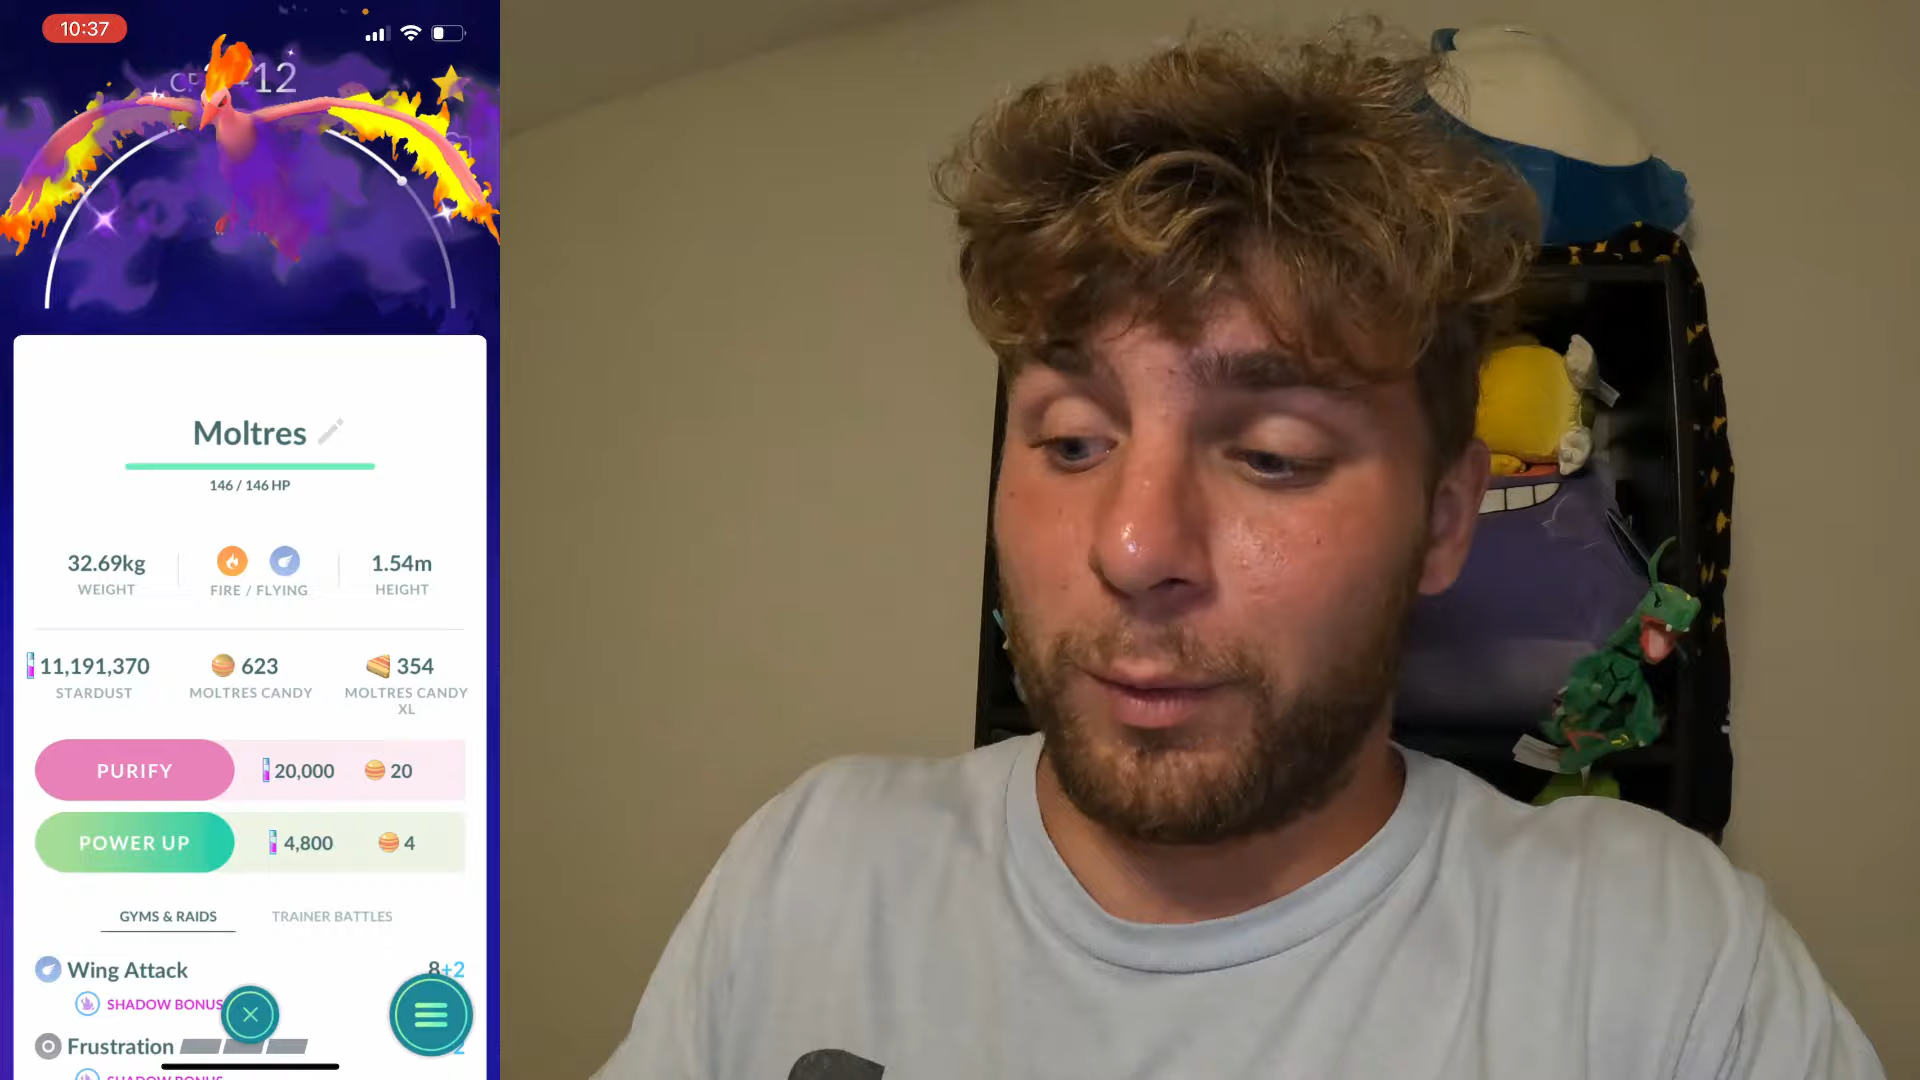 10:37
12
Moltres
146 / 146 HP
32.69kg
WEIGHT
FIRE / FLYING
1.54m
HEIGHT
11,191,370
STARDUST
623
MOLTRES CANDY
354
MOLTRES CANDY
XL
PURIFY
20,000
20
POWER UP
4,800
4
GYMS & RAIDS
TRAINER BATTLES
Wing Attack
8+2
SHADOW BONUS
Frustration
SHADOW BONUS